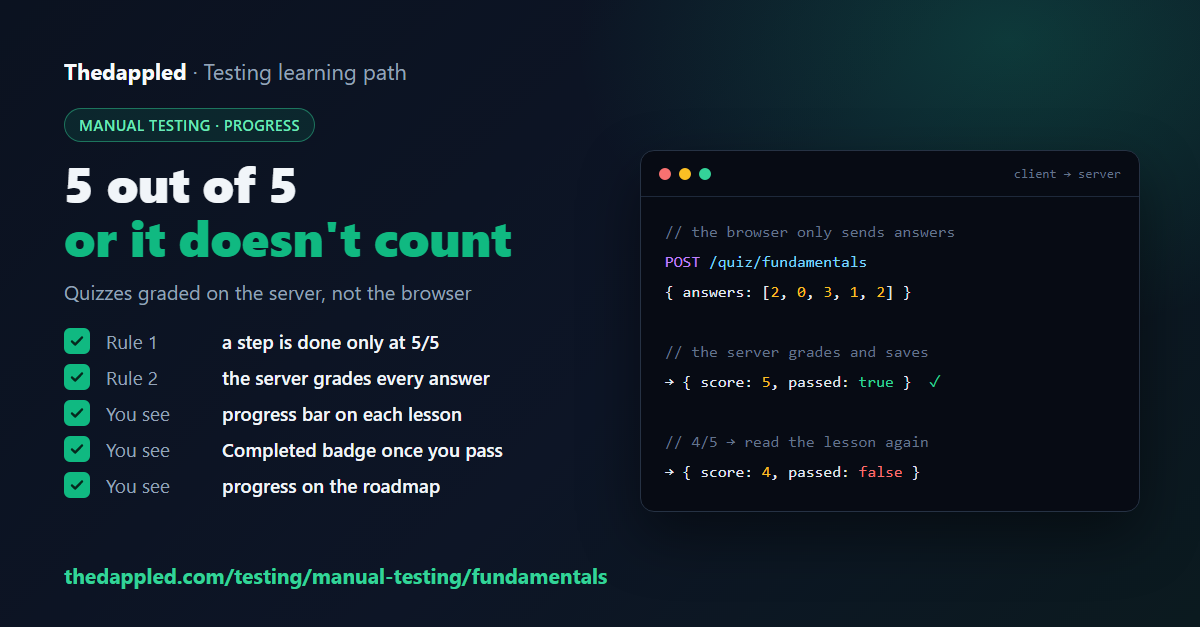 Thedappled · Testing learning path
MANUAL TESTING · PROGRESS
5 out of 5
or it doesn't count
Quizzes graded on the server, not the browser
Rule 1 a step is done only at 5/5
Rule 2 the server grades every answer
You see progress bar on each lesson
You see Completed badge once you pass
You see progress on the roadmap
thedappled.com/testing/manual-testing/fundamentals
client → server
// the browser only sends answers
POST /quiz/fundamentals
{ answers: [2, 0, 3, 1, 2] }
// the server grades and saves
→ { score: 5, passed: true } ✓
// 4/5 → read the lesson again
→ { score: 4, passed: false }